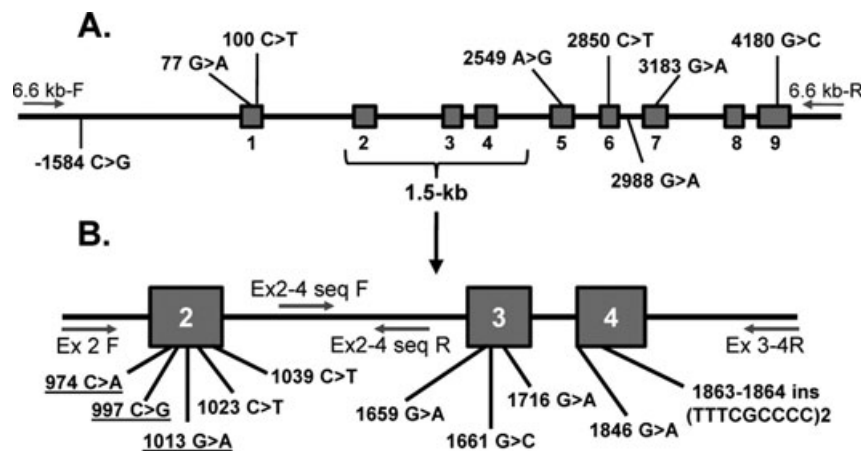 A.
100 C>T
77 G>A
2549 A>G
2850 C>T
3183 G>A
4180 G>C
6.6 kb-F
6.6 kb-R
1 2 3 4 5 6 7 8 9
-1584 C>G
2988 G>A
1.5-kb
B.
Ex2-4 seq F
2 3 4
Ex 2 F
Ex2-4 seq R
Ex 3-4R
974 C>A
997 C>G
1013 G>A
1023 C>T
1039 C>T
1659 G>A
1661 G>C
1716 G>A
1846 G>A
1863-1864 ins
(TTTCGCCCC)2